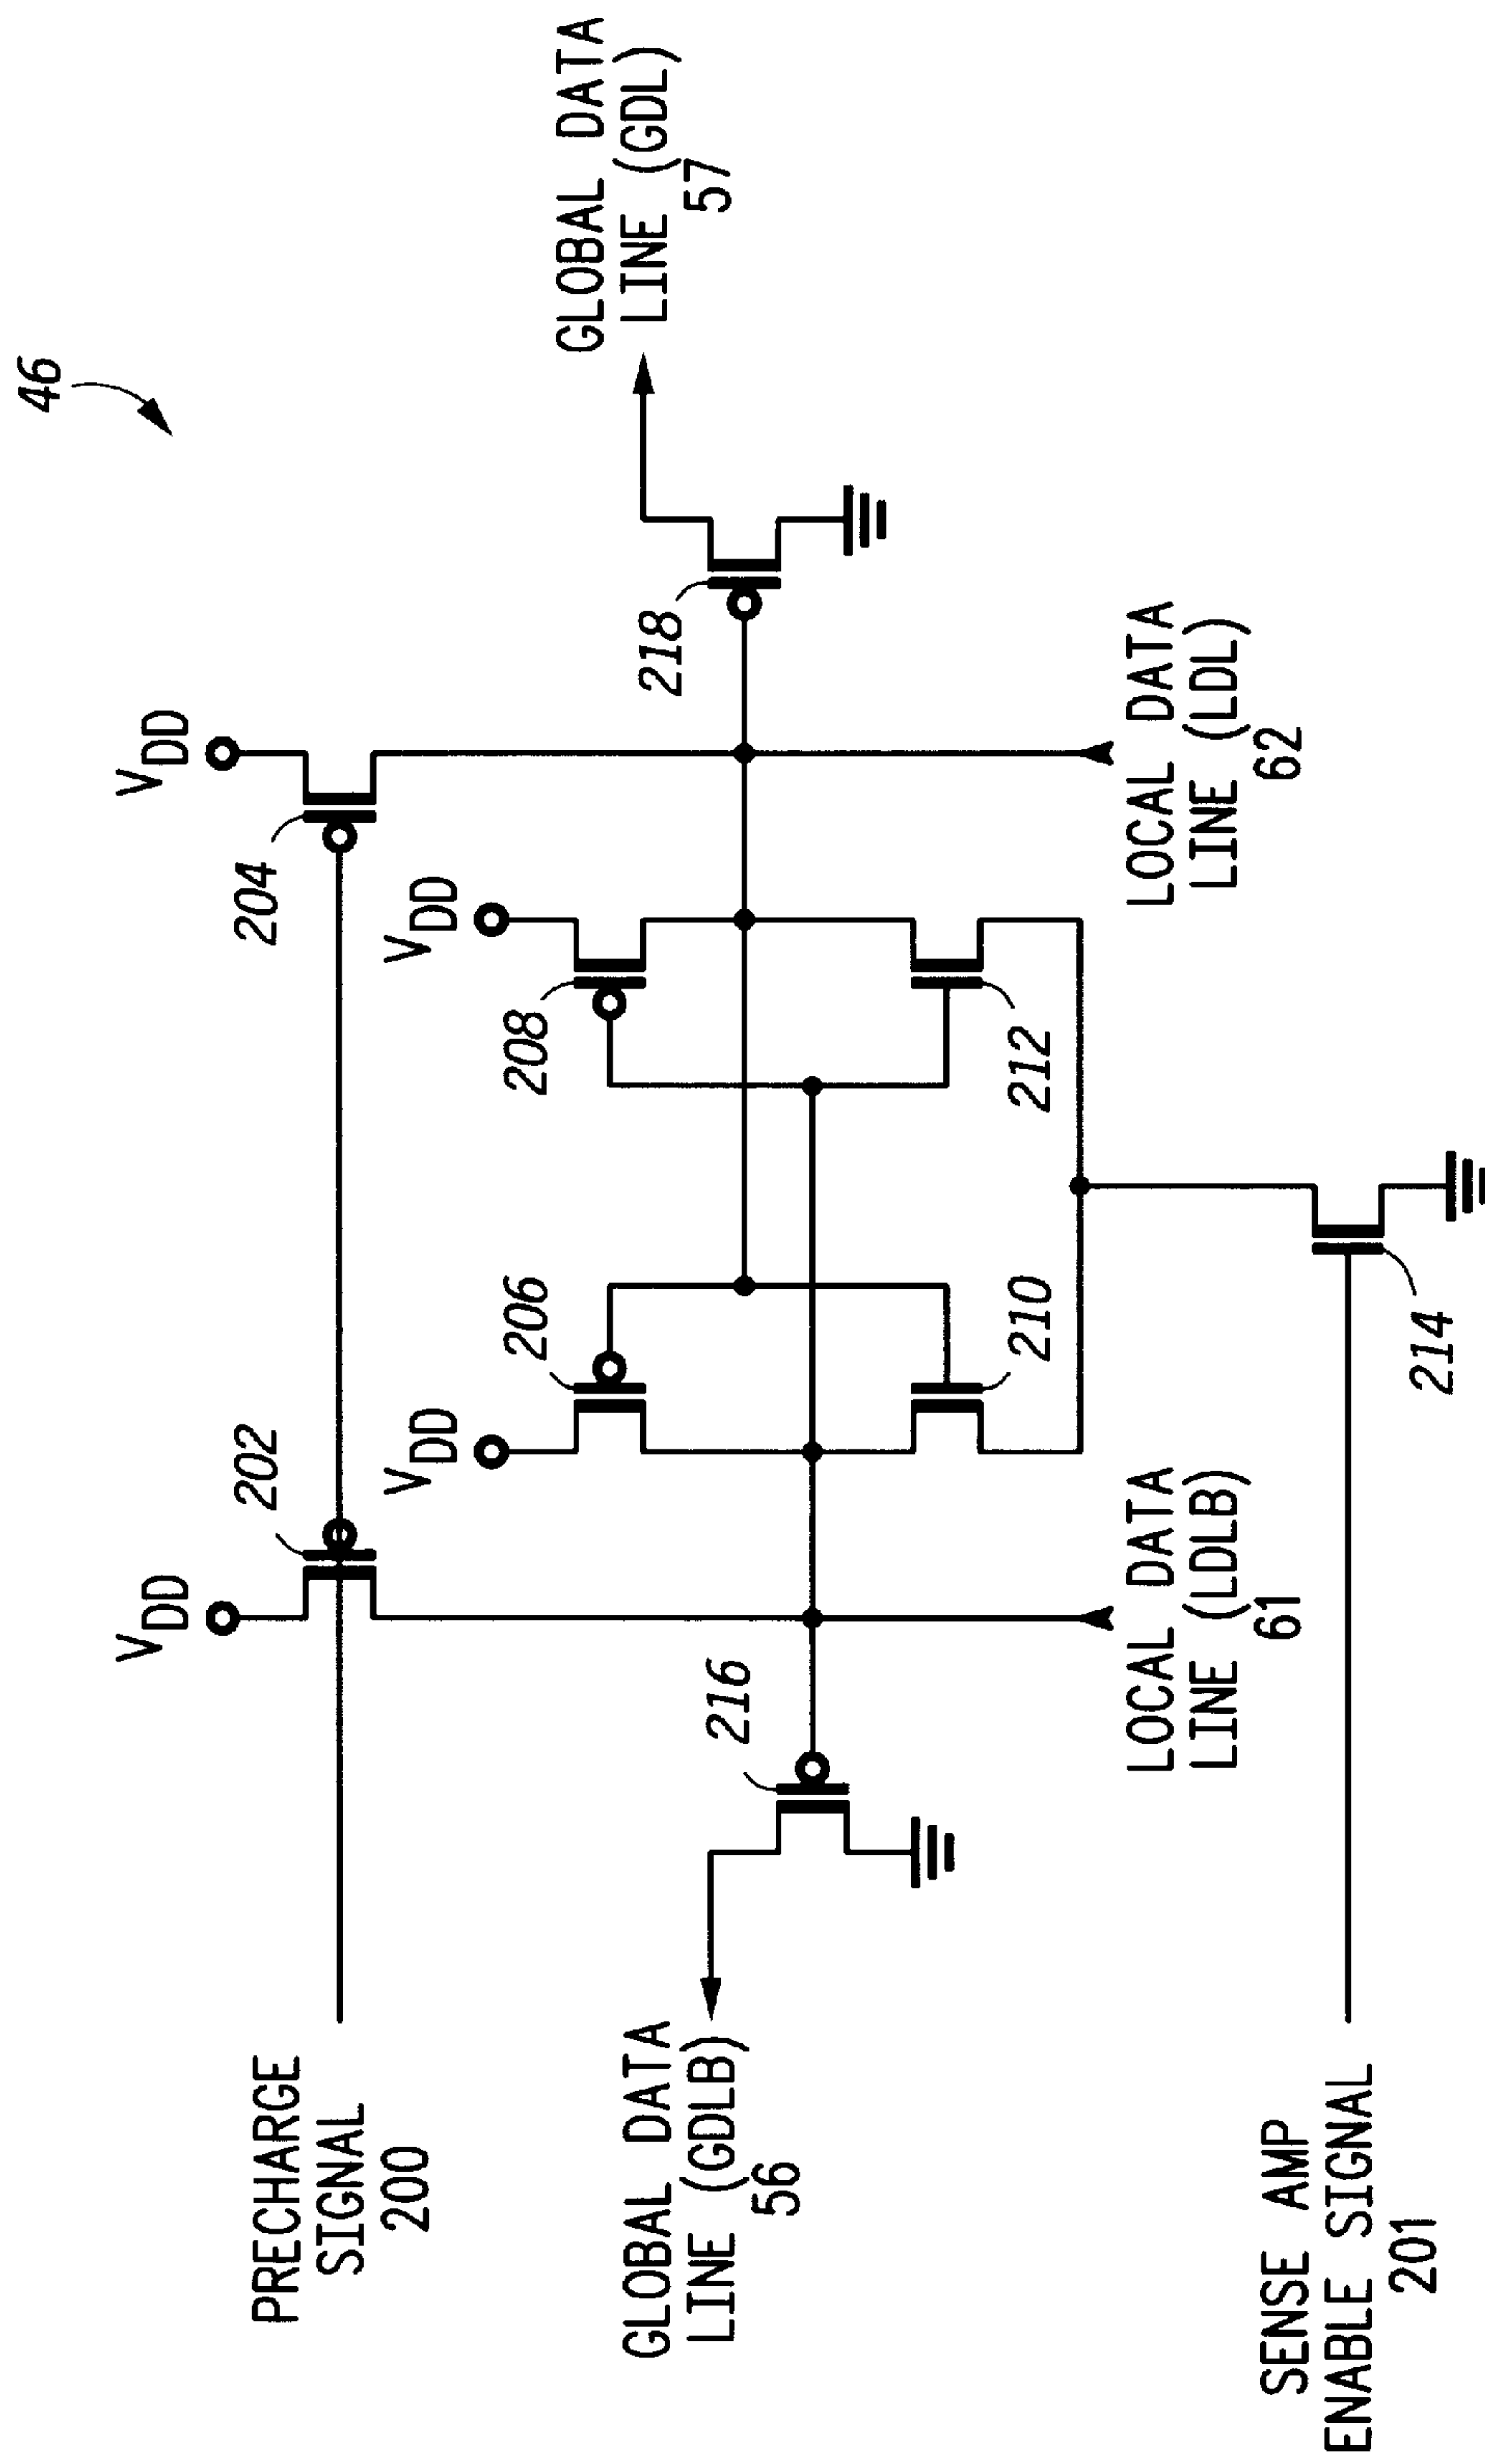 46
PRECHARGE
SIGNAL
200
V
DD
202
V
DD
204
GLOBAL DATA
LINE (GDLB)
56
216
V
DD
206
V
DD
208
218
GLOBAL DATA
LINE (GDL)
57
210
212
LOCAL DATA
LINE (LDLB)
61
LOCAL DATA
LINE (LDL)
62
SENSE AMP
ENABLE SIGNAL
201
214